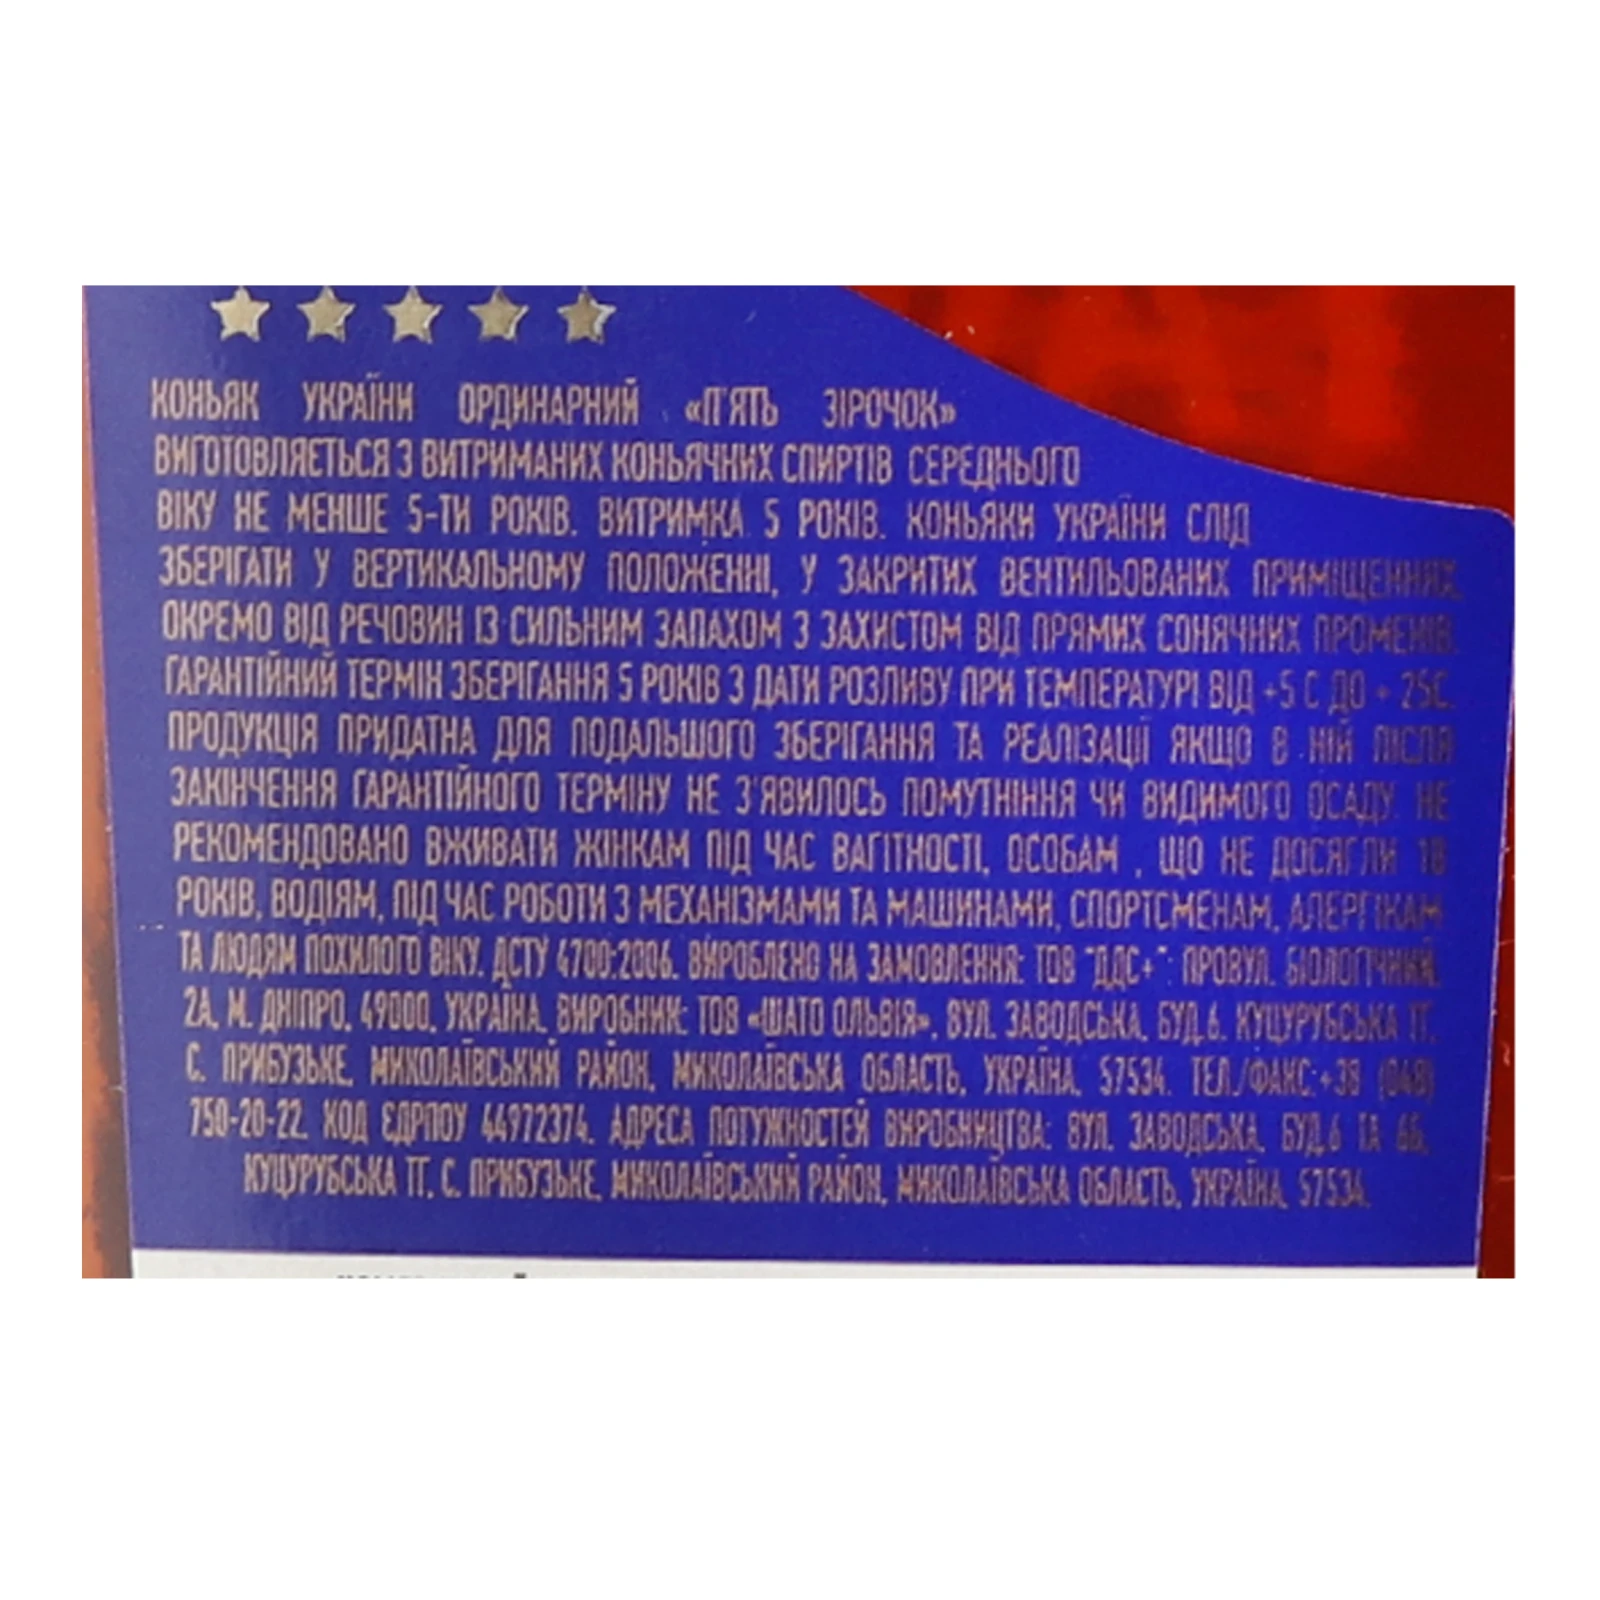 КОНЬЯК УКРАЇНИ ОРДИНАРНИЙ «П'ЯТЬ ЗІРОЧОК»
ВИГОТОВЛЯЄТЬСЯ З ВИТРИМАНИХ КОНЬЯЧНИХ СПИРТІВ СЕРЕДНЬОГО
ВІКУ НЕ МЕНШЕ 5-ТИ РОКІВ. ВИТРИМКА 5 РОКІВ. КОНЬЯКИ УКРАЇНИ СЛІД
ЗБЕРІГАТИ У ВЕРТИКАЛЬНОМУ ПОЛОЖЕННІ, У ЗАКРИТИХ ВЕНТИЛЬОВАНИХ ПРИМІЩЕННЯХ,
ОКРЕМО ВІД РЕЧОВИН ІЗ СИЛЬНИМ ЗАПАХОМ З ЗАХИСТОМ ВІД ПРЯМИХ СОНЯЧНИХ ПРОМЕНІВ.
ГАРАНТІЙНИЙ ТЕРМІН ЗБЕРІГАННЯ 5 РОКІВ З ДАТИ РОЗЛИВУ ПРИ ТЕМПЕРАТУРІ ВІД +5 С ДО + 25С.
ПРОДУКЦІЯ ПРИДАТНА ДЛЯ ПОДАЛЬШОГО ЗБЕРІГАННЯ ТА РЕАЛІЗАЦІЇ ЯКЩО В НІЙ ПІСЛЯ
ЗАКІНЧЕННЯ ГАРАНТІЙНОГО ТЕРМІНУ НЕ З'ЯВИЛОСЬ ПОМУТНІННЯ ЧИ ВИДИМОГО ОСАДУ. НЕ
РЕКОМЕНДОВАНО ВЖИВАТИ ЖІНКАМ ПІД ЧАС ВАГІТНОСТІ, ОСОБАМ , ЩО НЕ ДОСЯГЛИ 18
РОКІВ, ВОДІЯМ, ПІД ЧАС РОБОТИ З МЕХАНІЗМАМИ ТА МАШИНАМИ, СПОРТСМЕНАМ, АЛЕРГІКАМ
ТА ЛЮДЯМ ПОХИЛОГО ВІКУ. ДСТУ 4700:2006. ВИРОБЛЕНО НА ЗАМОВЛЕННЯ: ТОВ "ДДС+": ПРОВУЛ. БІОЛОГІЧНИЙ,
2А, М. ДНІПРО, 49000, УКРАЇНА. ВИРОБНИК: ТОВ «ШАТО ОЛЬВІЯ», ВУЛ. ЗАВОДСЬКА, БУД.6, КУЦУРУБСЬКА ТГ,
С. ПРИБУЗЬКЕ, МИКОЛАЇВСЬКИЙ РАЙОН, МИКОЛАЇВСЬКА ОБЛАСТЬ, УКРАЇНА, 57534. ТЕЛ./ФАКС:+38 (048)
750-20-22. КОД ЄДРПОУ 44972374. АДРЕСА ПОТУЖНОСТЕЙ ВИРОБНИЦТВА: ВУЛ. ЗАВОДСЬКА, БУД.6 ТА 6Б,
КУЦУРУБСЬКА ТГ, С. ПРИБУЗЬКЕ, МИКОЛАЇВСЬКИЙ РАЙОН, МИКОЛАЇВСЬКА ОБЛАСТЬ, УКРАЇНА, 57534.